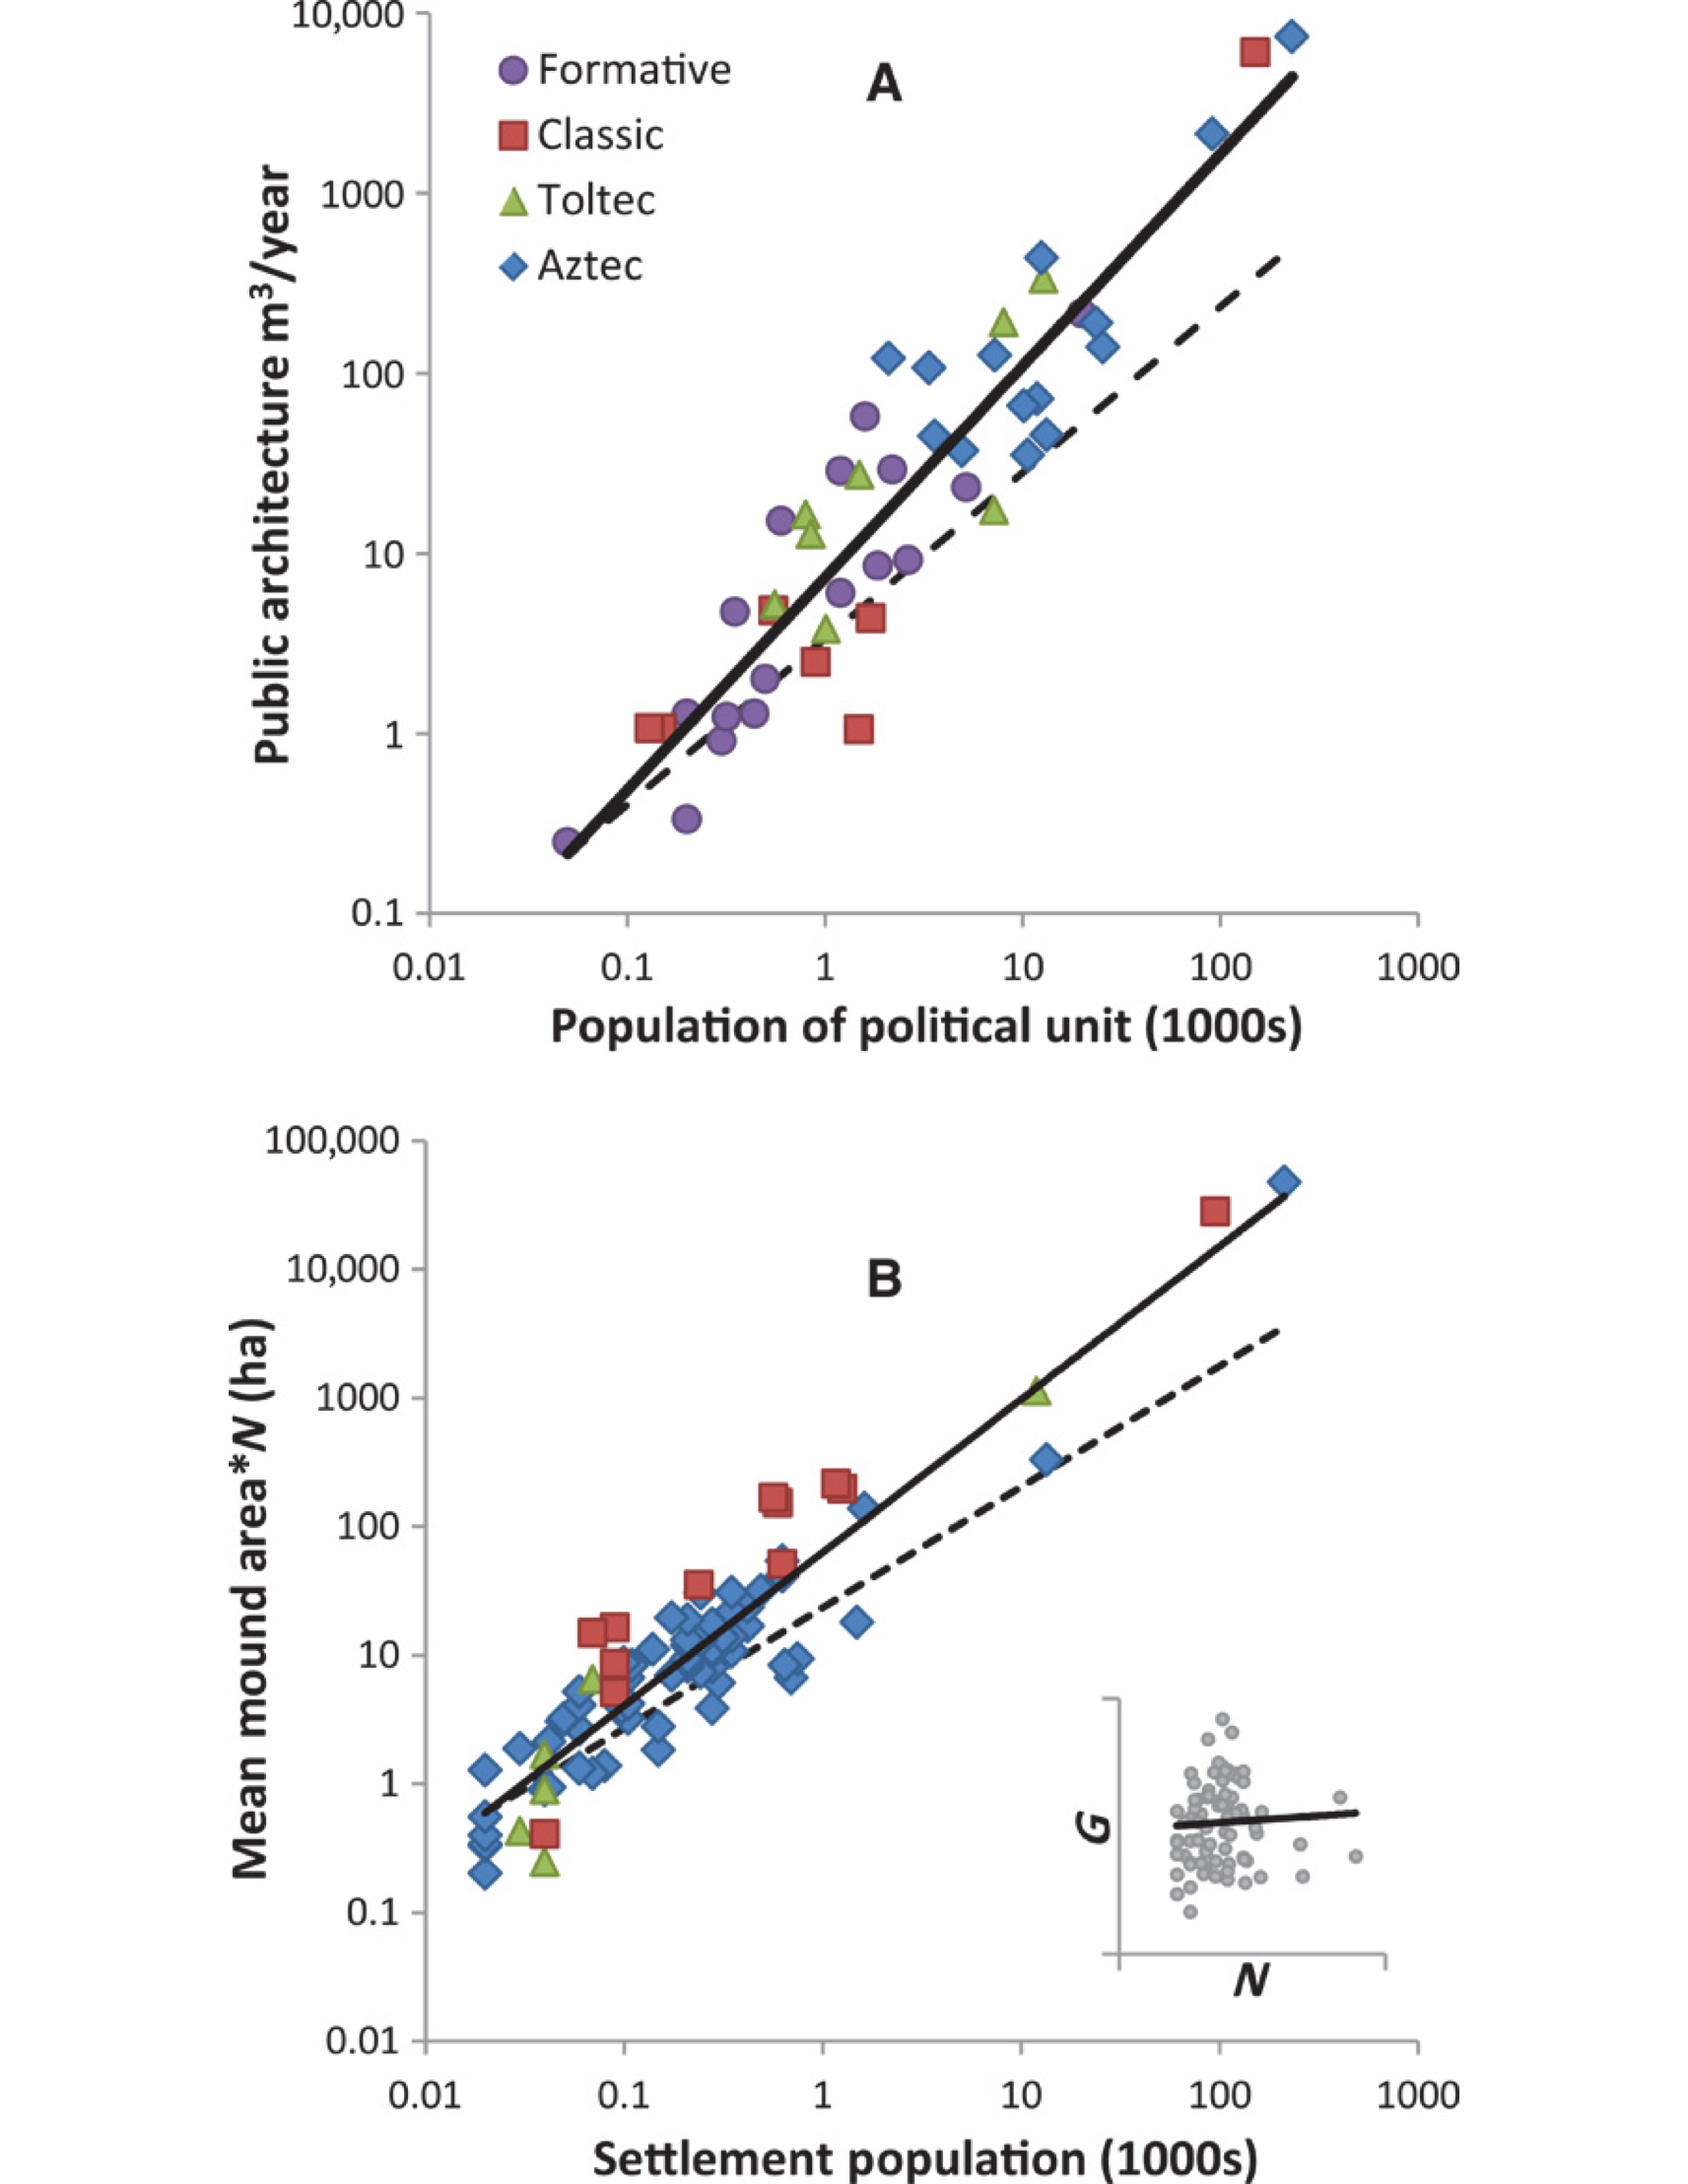 10,000
1000
100
10
1
0.1
Public architecture m³/year
Formative
Classic
Toltec
Aztec
A
0.01 0.1 1 10 100 1000
Population of political unit (1000s)
100,000
10,000
1000
100
10
1
0.1
0.01
Mean mound area*N (ha)
B
G
N
0.01 0.1 1 10 100 1000
Settlement population (1000s)